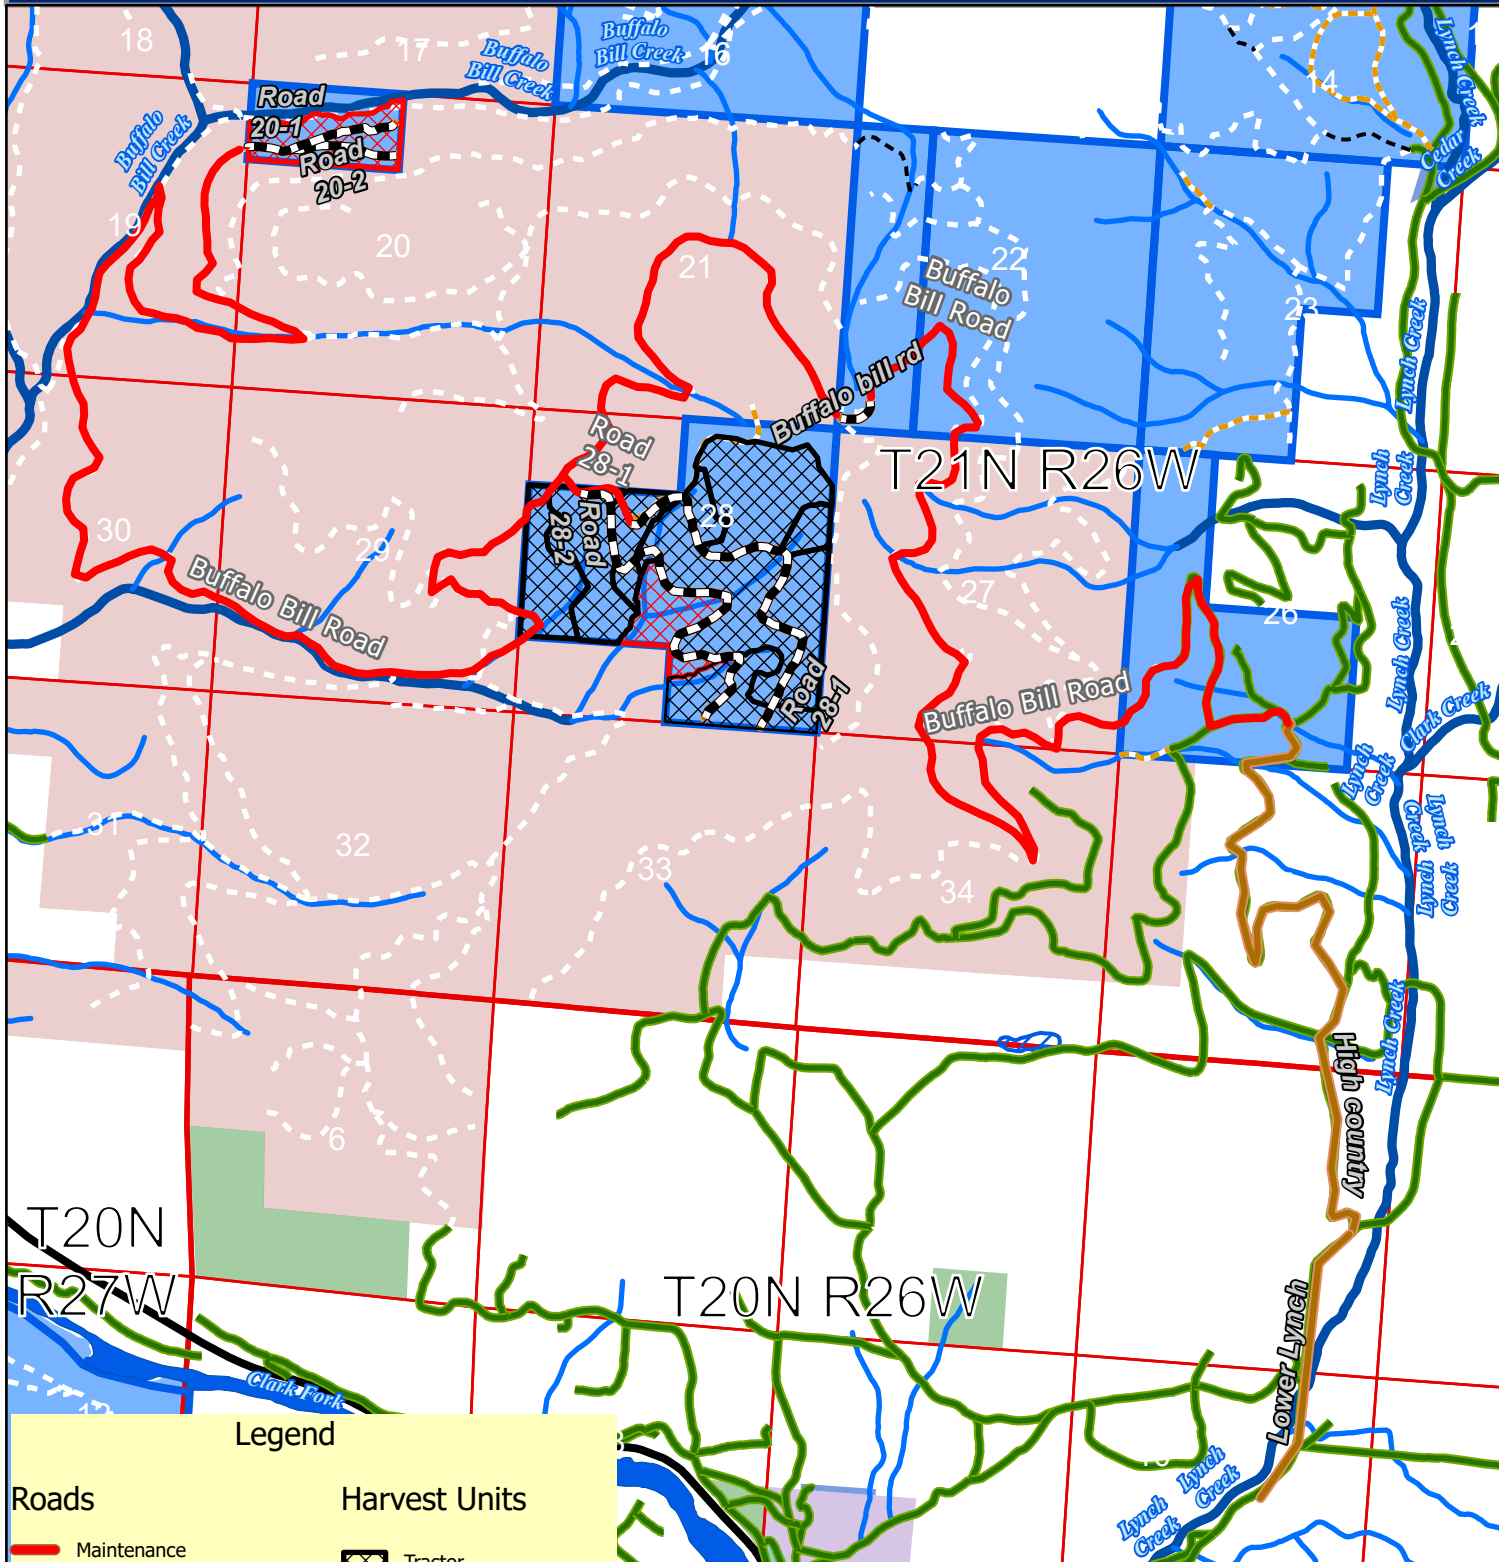 18
17
Buffalo
Bill Creek
Buffalo
Bill Creek
16
14
Lynch Creek
Road
20-1
Road
20-2
Buffalo
Bill Creek
Cedar
Creek
19
20
21
22
23
Buffalo
Bill Road
Lynch Creek
Buffalo bill rd
Road
28-1
T21N R26W
Lynch
Creek
30
29
28-2
Road
28
27
26
Buffalo Bill Road
Lynch Creek
Road
28-1
Buffalo Bill Road
Clark Creek
Lynch
Creek
Lynch
Creek
Lynch
Creek
31
32
33
34
Lynch Creek
High country
6
T20N
R27W
T20N R26W
Lower Lynch
Clark Fork
Lynch
Creek
Lynch
Creek
Legend
Roads
Harvest Units
Maintenance
Tractor